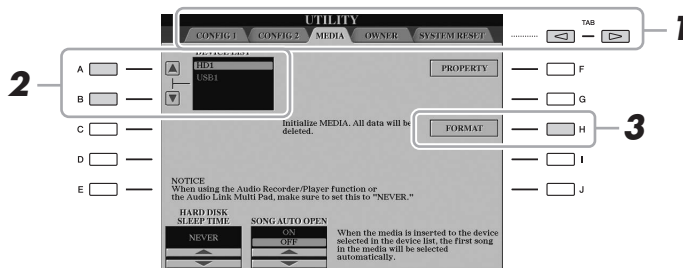 UTILITY
CONFIG 1 CONFIG 2 MEDIA OWNER SYSTEM RESET
TAB
1
DEVICE LIST
HD1
USB1
2
A
B
C
D
E
PROPERTY
F
G
Initialize MEDIA. All data will be
deleted.
FORMAT
H
3
I
J
NOTICE
When using the Audio Recorder/Player function or
the Audio Link Multi Pad, make sure to set this to "NEVER."
HARD DISK
SLEEP TIME
NEVER
SONG AUTO OPEN
ON
OFF
When the media is inserted to the device
selected in the device list, the first song
in the media will be selected
automatically.